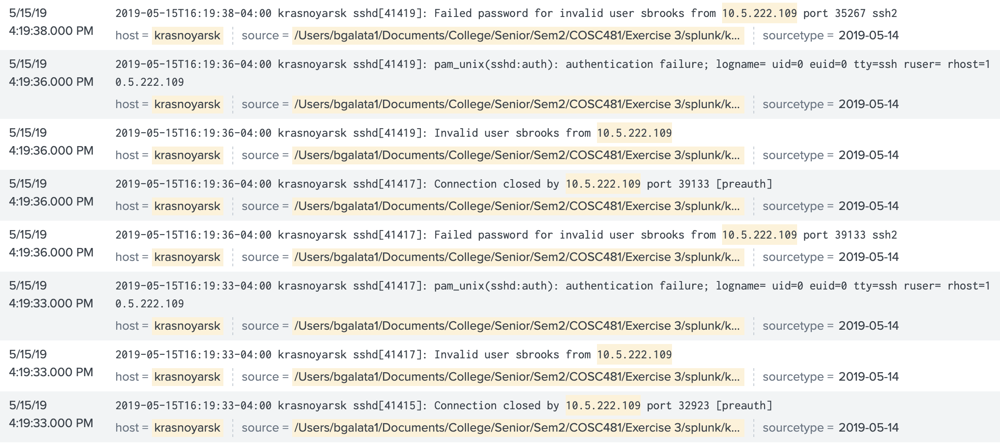 5/15/19
4:19:38.000 PM
2019-05-15T16:19:38-04:00 krasnoyarsk sshd[41419]: Failed password for invalid user sbrooks from 10.5.222.109 port 35267 ssh2
host = krasnoyarsk source = /Users/bgalata1/Documents/College/Senior/Sem2/COSC481/Exercise 3/splunk/k... sourcetype = 2019-05-14
5/15/19
4:19:36.000 PM
2019-05-15T16:19:36-04:00 krasnoyarsk sshd[41419]: pam_unix(sshd:auth): authentication failure; logname= uid=0 euid=0 tty=ssh ruser= rhost=1
0.5.222.109
host = krasnoyarsk source = /Users/bgalata1/Documents/College/Senior/Sem2/COSC481/Exercise 3/splunk/k... sourcetype = 2019-05-14
5/15/19
4:19:36.000 PM
2019-05-15T16:19:36-04:00 krasnoyarsk sshd[41419]: Invalid user sbrooks from 10.5.222.109
host = krasnoyarsk source = /Users/bgalata1/Documents/College/Senior/Sem2/COSC481/Exercise 3/splunk/k... sourcetype = 2019-05-14
5/15/19
4:19:36.000 PM
2019-05-15T16:19:36-04:00 krasnoyarsk sshd[41417]: Connection closed by 10.5.222.109 port 39133 [preauth]
host = krasnoyarsk source = /Users/bgalata1/Documents/College/Senior/Sem2/COSC481/Exercise 3/splunk/k... sourcetype = 2019-05-14
5/15/19
4:19:36.000 PM
2019-05-15T16:19:36-04:00 krasnoyarsk sshd[41417]: Failed password for invalid user sbrooks from 10.5.222.109 port 39133 ssh2
host = krasnoyarsk source = /Users/bgalata1/Documents/College/Senior/Sem2/COSC481/Exercise 3/splunk/k... sourcetype = 2019-05-14
5/15/19
4:19:33.000 PM
2019-05-15T16:19:33-04:00 krasnoyarsk sshd[41417]: pam_unix(sshd:auth): authentication failure; logname= uid=0 euid=0 tty=ssh ruser= rhost=1
0.5.222.109
host = krasnoyarsk source = /Users/bgalata1/Documents/College/Senior/Sem2/COSC481/Exercise 3/splunk/k... sourcetype = 2019-05-14
5/15/19
4:19:33.000 PM
2019-05-15T16:19:33-04:00 krasnoyarsk sshd[41417]: Invalid user sbrooks from 10.5.222.109
host = krasnoyarsk source = /Users/bgalata1/Documents/College/Senior/Sem2/COSC481/Exercise 3/splunk/k... sourcetype = 2019-05-14
5/15/19
4:19:33.000 PM
2019-05-15T16:19:33-04:00 krasnoyarsk sshd[41415]: Connection closed by 10.5.222.109 port 32923 [preauth]
host = krasnoyarsk source = /Users/bgalata1/Documents/College/Senior/Sem2/COSC481/Exercise 3/splunk/k... sourcetype = 2019-05-14